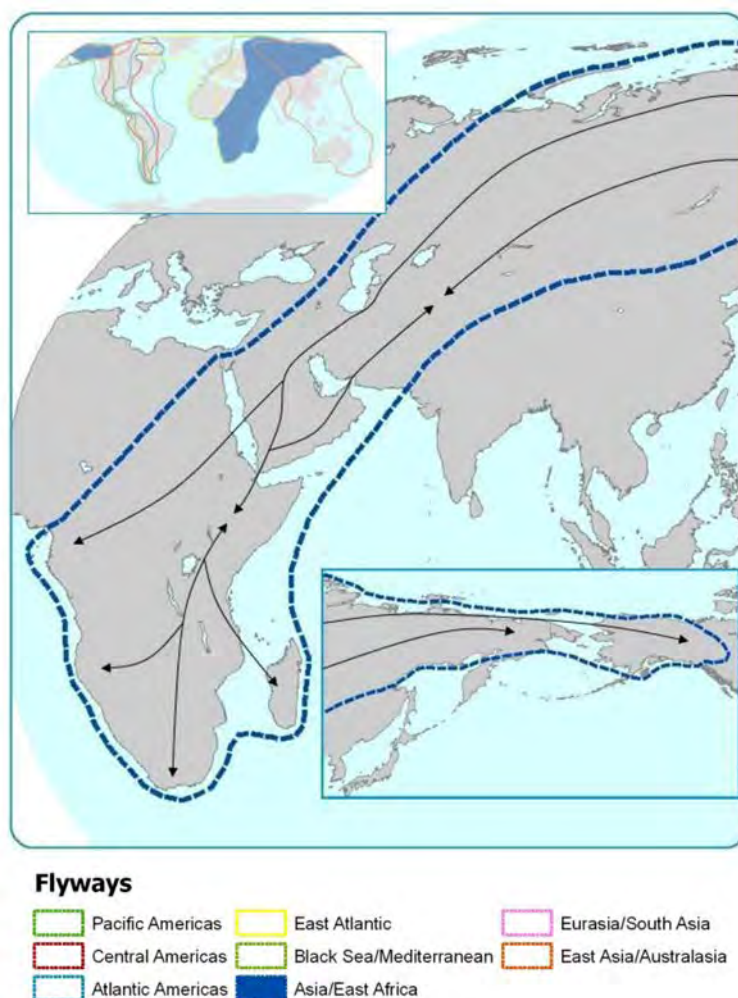 Flyways
Pacific Americas East Atlantic Eurasia/South Asia
Central Americas Black Sea/Mediterranean East Asia/Australasia
Atlantic Americas Asia/East Africa